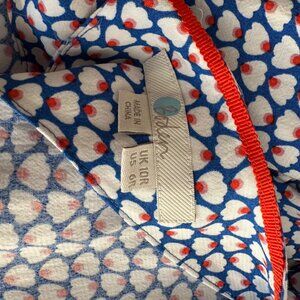 Boden
MADE IN
CHINA
UK 10R
US 6R